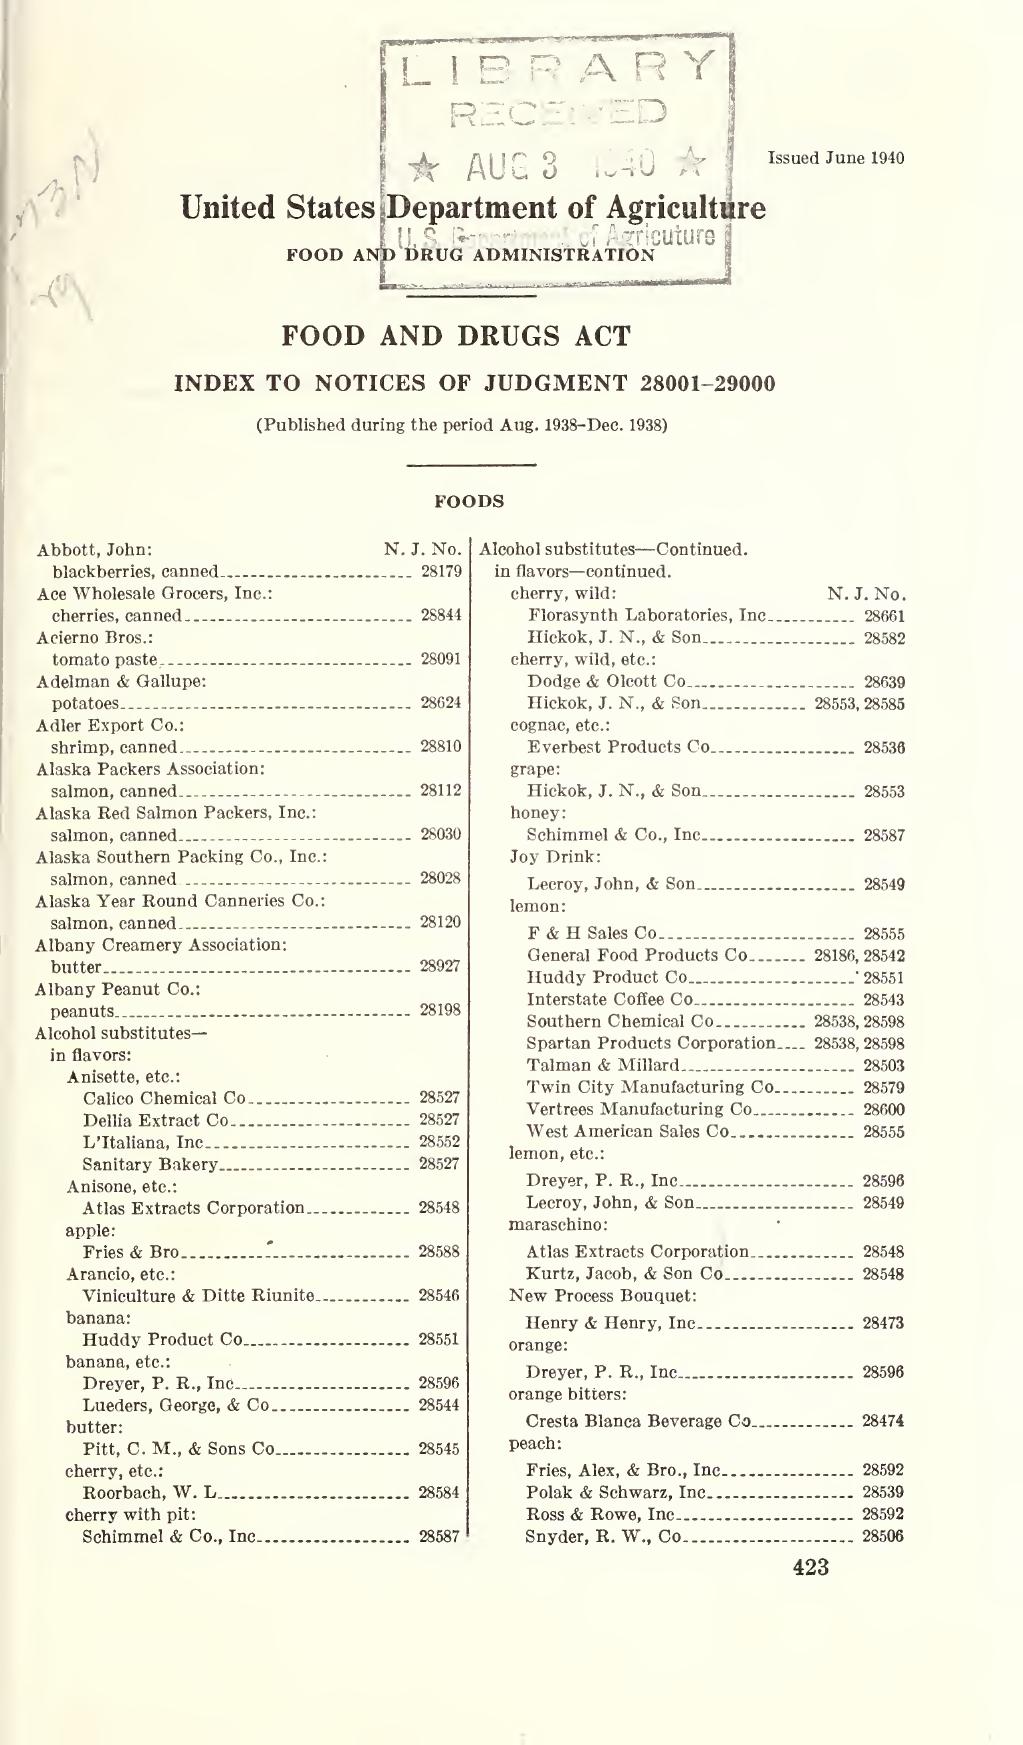 LIBRARY
RECEIVED
★ AUG 3 1940 ★
U.S. Department of Agricuture
Issued June 1940
United States Department of Agriculture
FOOD AND DRUG ADMINISTRATION
FOOD AND DRUGS ACT
INDEX TO NOTICES OF JUDGMENT 28001–29000
(Published during the period Aug. 1938–Dec. 1938)
FOODS
Abbott, John: N. J. No.
blackberries, canned 28179
Ace Wholesale Grocers, Inc.:
cherries, canned 28844
Acierno Bros.:
tomato paste 28091
Adelman & Gallupe:
potatoes 28624
Adler Export Co.:
shrimp, canned 28810
Alaska Packers Association:
salmon, canned 28112
Alaska Red Salmon Packers, Inc.:
salmon, canned 28030
Alaska Southern Packing Co., Inc.:
salmon, canned 28028
Alaska Year Round Canneries Co.:
salmon, canned 28120
Albany Creamery Association:
butter 28927
Albany Peanut Co.:
peanuts 28198
Alcohol substitutes—
in flavors:
Anisette, etc.:
Calico Chemical Co 28527
Dellia Extract Co 28527
L'Italiana, Inc 28552
Sanitary Bakery 28527
Anisone, etc.:
Atlas Extracts Corporation 28548
apple:
Fries & Bro 28588
Arancio, etc.:
Viniculture & Ditte Riunite 28546
banana:
Huddy Product Co 28551
banana, etc.:
Dreyer, P. R., Inc 28596
Lueders, George, & Co 28544
butter:
Pitt, C. M., & Sons Co 28545
cherry, etc.:
Roorbach, W. L 28584
cherry with pit:
Schimmel & Co., Inc 28587
Alcohol substitutes—Continued.
in flavors—continued.
cherry, wild: N. J. No.
Florasynth Laboratories, Inc 28661
Hickok, J. N., & Son 28582
cherry, wild, etc.:
Dodge & Olcott Co 28639
Hickok, J. N., & Son 28553, 28585
cognac, etc.:
Everbest Products Co 28536
grape:
Hickok, J. N., & Son 28553
honey:
Schimmel & Co., Inc 28587
Joy Drink:
Lecroy, John, & Son 28549
lemon:
F & H Sales Co 28555
General Food Products Co 28186, 28542
Huddy Product Co 28551
Interstate Coffee Co 28543
Southern Chemical Co 28538, 28598
Spartan Products Corporation 28538, 28598
Talman & Millard 28503
Twin City Manufacturing Co 28579
Vertrees Manufacturing Co 28600
West American Sales Co 28555
lemon, etc.:
Dreyer, P. R., Inc 28596
Lecroy, John, & Son 28549
maraschino:
Atlas Extracts Corporation 28548
Kurtz, Jacob, & Son Co 28548
New Process Bouquet:
Henry & Henry, Inc 28473
orange:
Dreyer, P. R., Inc 28596
orange bitters:
Cresta Blanca Beverage Co 28474
peach:
Fries, Alex, & Bro., Inc 28592
Polak & Schwarz, Inc 28539
Ross & Rowe, Inc 28592
Snyder, R. W., Co 28506
423